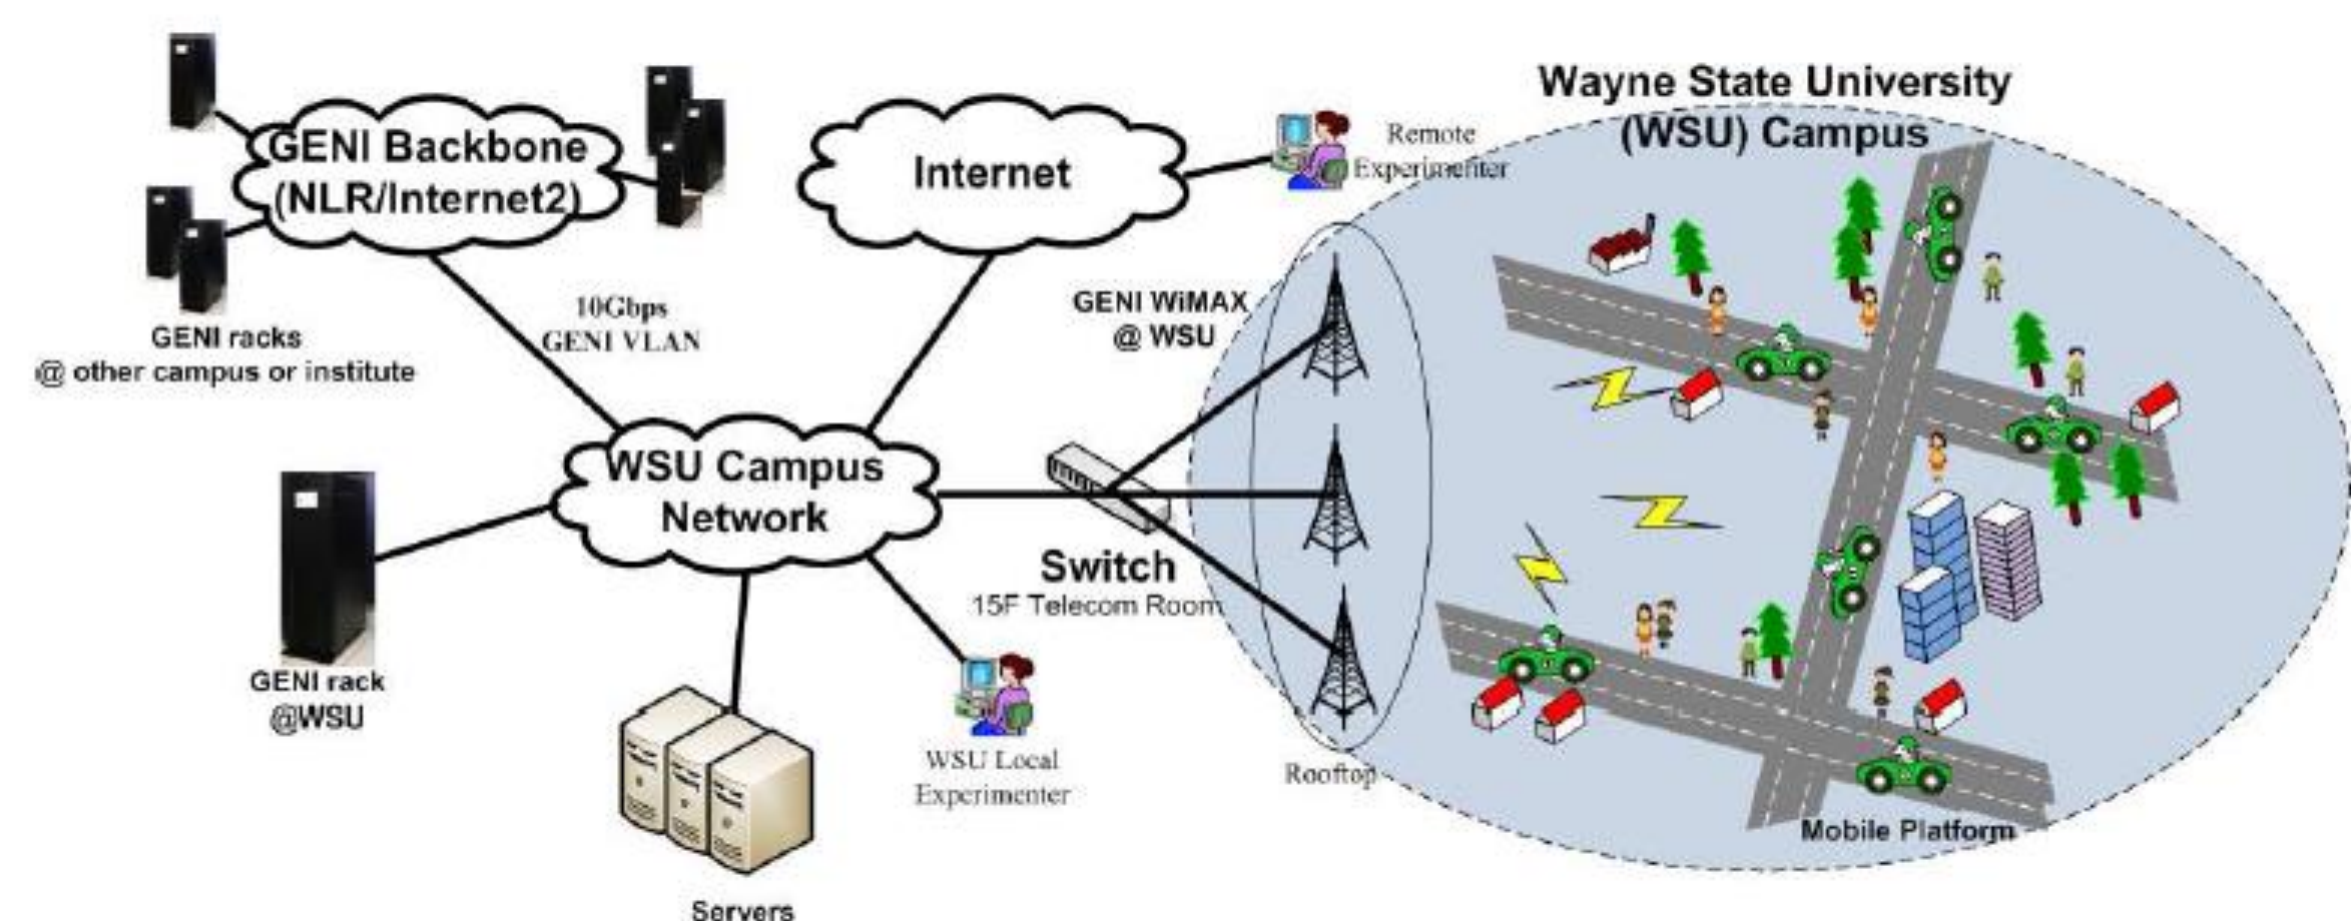 GENI Backbone
(NLR/Internet2)
Internet
Remote
Experimenter
Wayne State University
(WSU) Campus
GENI racks
@ other campus or institute
10Gbps
GENI VLAN
GENI WiMAX
@ WSU
WSU Campus
Network
Switch
15F Telecom Room
GENI rack
@WSU
WSU Local
Experimenter
Rooftop
Mobile Platform
Servers